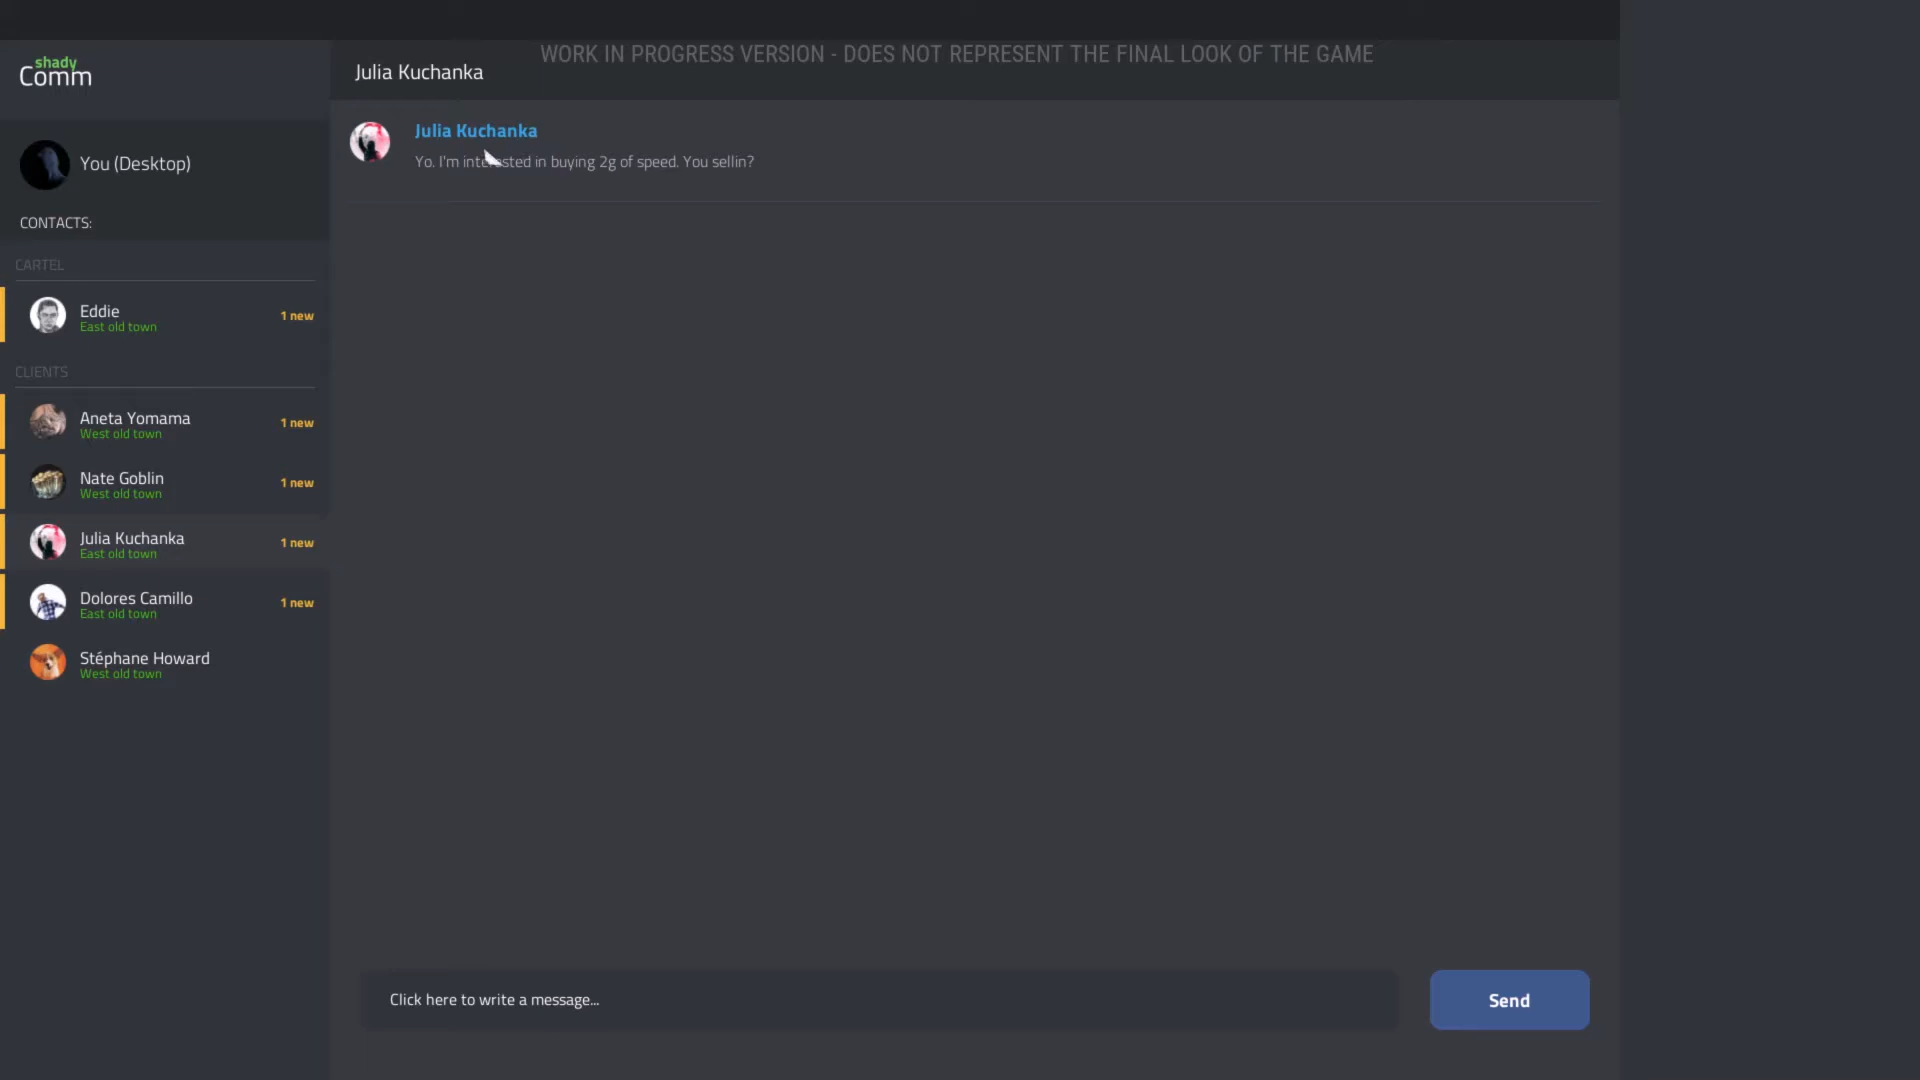 WORK IN PROGRESS VERSION - DOES NOT REPRESENT THE FINAL LOOK OF THE GAME
shady
Comm
Julia Kuchanka
You (Desktop)
CONTACTS:
CARTEL
Eddie
East old town
1 new
CLIENTS
Aneta Yomama
West old town
1 new
Nate Goblin
West old town
1 new
Julia Kuchanka
East old town
1 new
Dolores Camillo
East old town
1 new
Stéphane Howard
West old town
Julia Kuchanka
Yo. I'm interested in buying 2g of speed. You sellin?
Click here to write a message...
Send